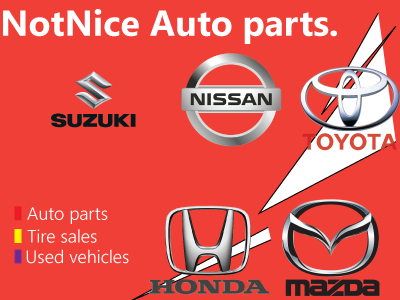 NotNice Auto parts.
SUZUKI
NISSAN
TOYOTA
Auto parts
Tire sales
Used vehicles
HONDA
mazda